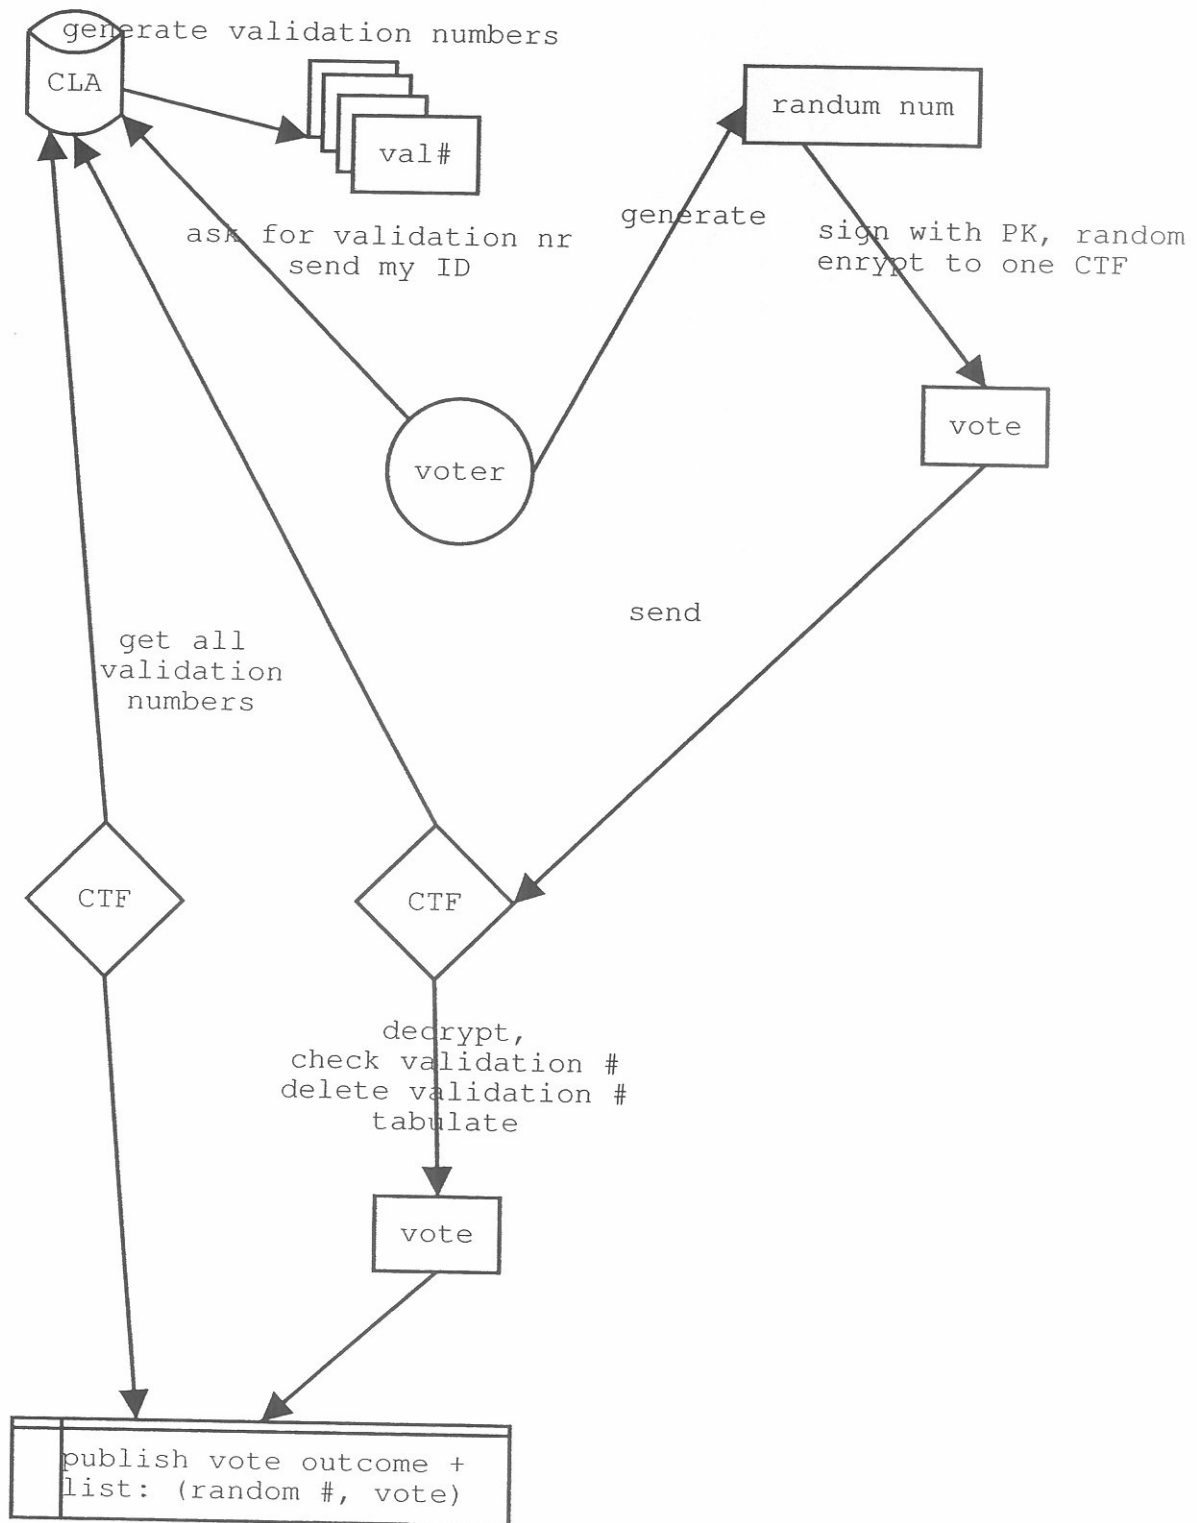 generate validation numbers
CLA
val#
randum num
ask for validation nr
send my ID
generate
sign with PK, random
enrypt to one CTF
vote
voter
send
get all
validation
numbers
CTF
CTF
decrypt,
check validation #
delete validation #
tabulate
vote
publish vote outcome +
list: (random #, vote)